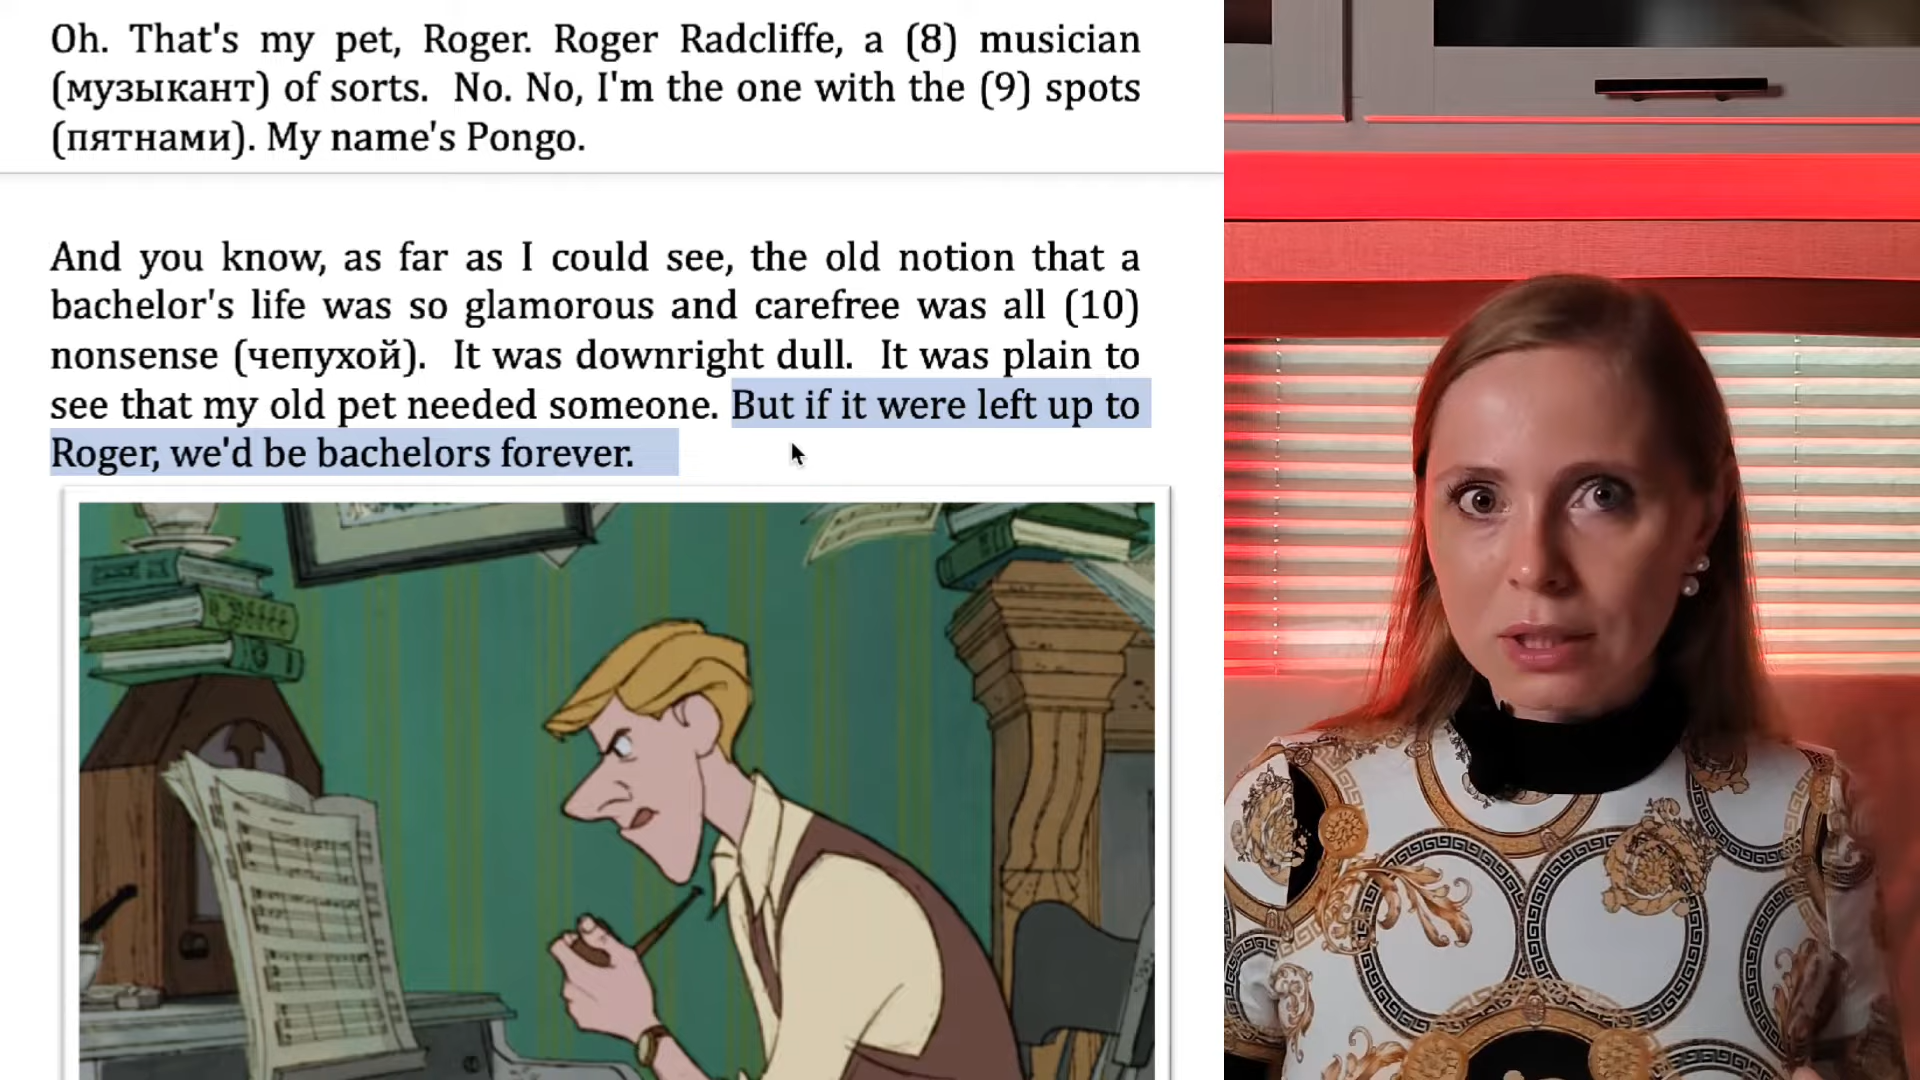 Oh. That's my pet, Roger. Roger Radcliffe, a (8) musician
(музыкант) of sorts. No. No, I'm the one with the (9) spots
(пятнами). My name's Pongo.
And you know, as far as I could see, the old notion that a
bachelor's life was so glamorous and carefree was all (10)
nonsense (чепухой). It was downright dull. It was plain to
see that my old pet needed someone. But if it were left up to
Roger, we'd be bachelors forever.